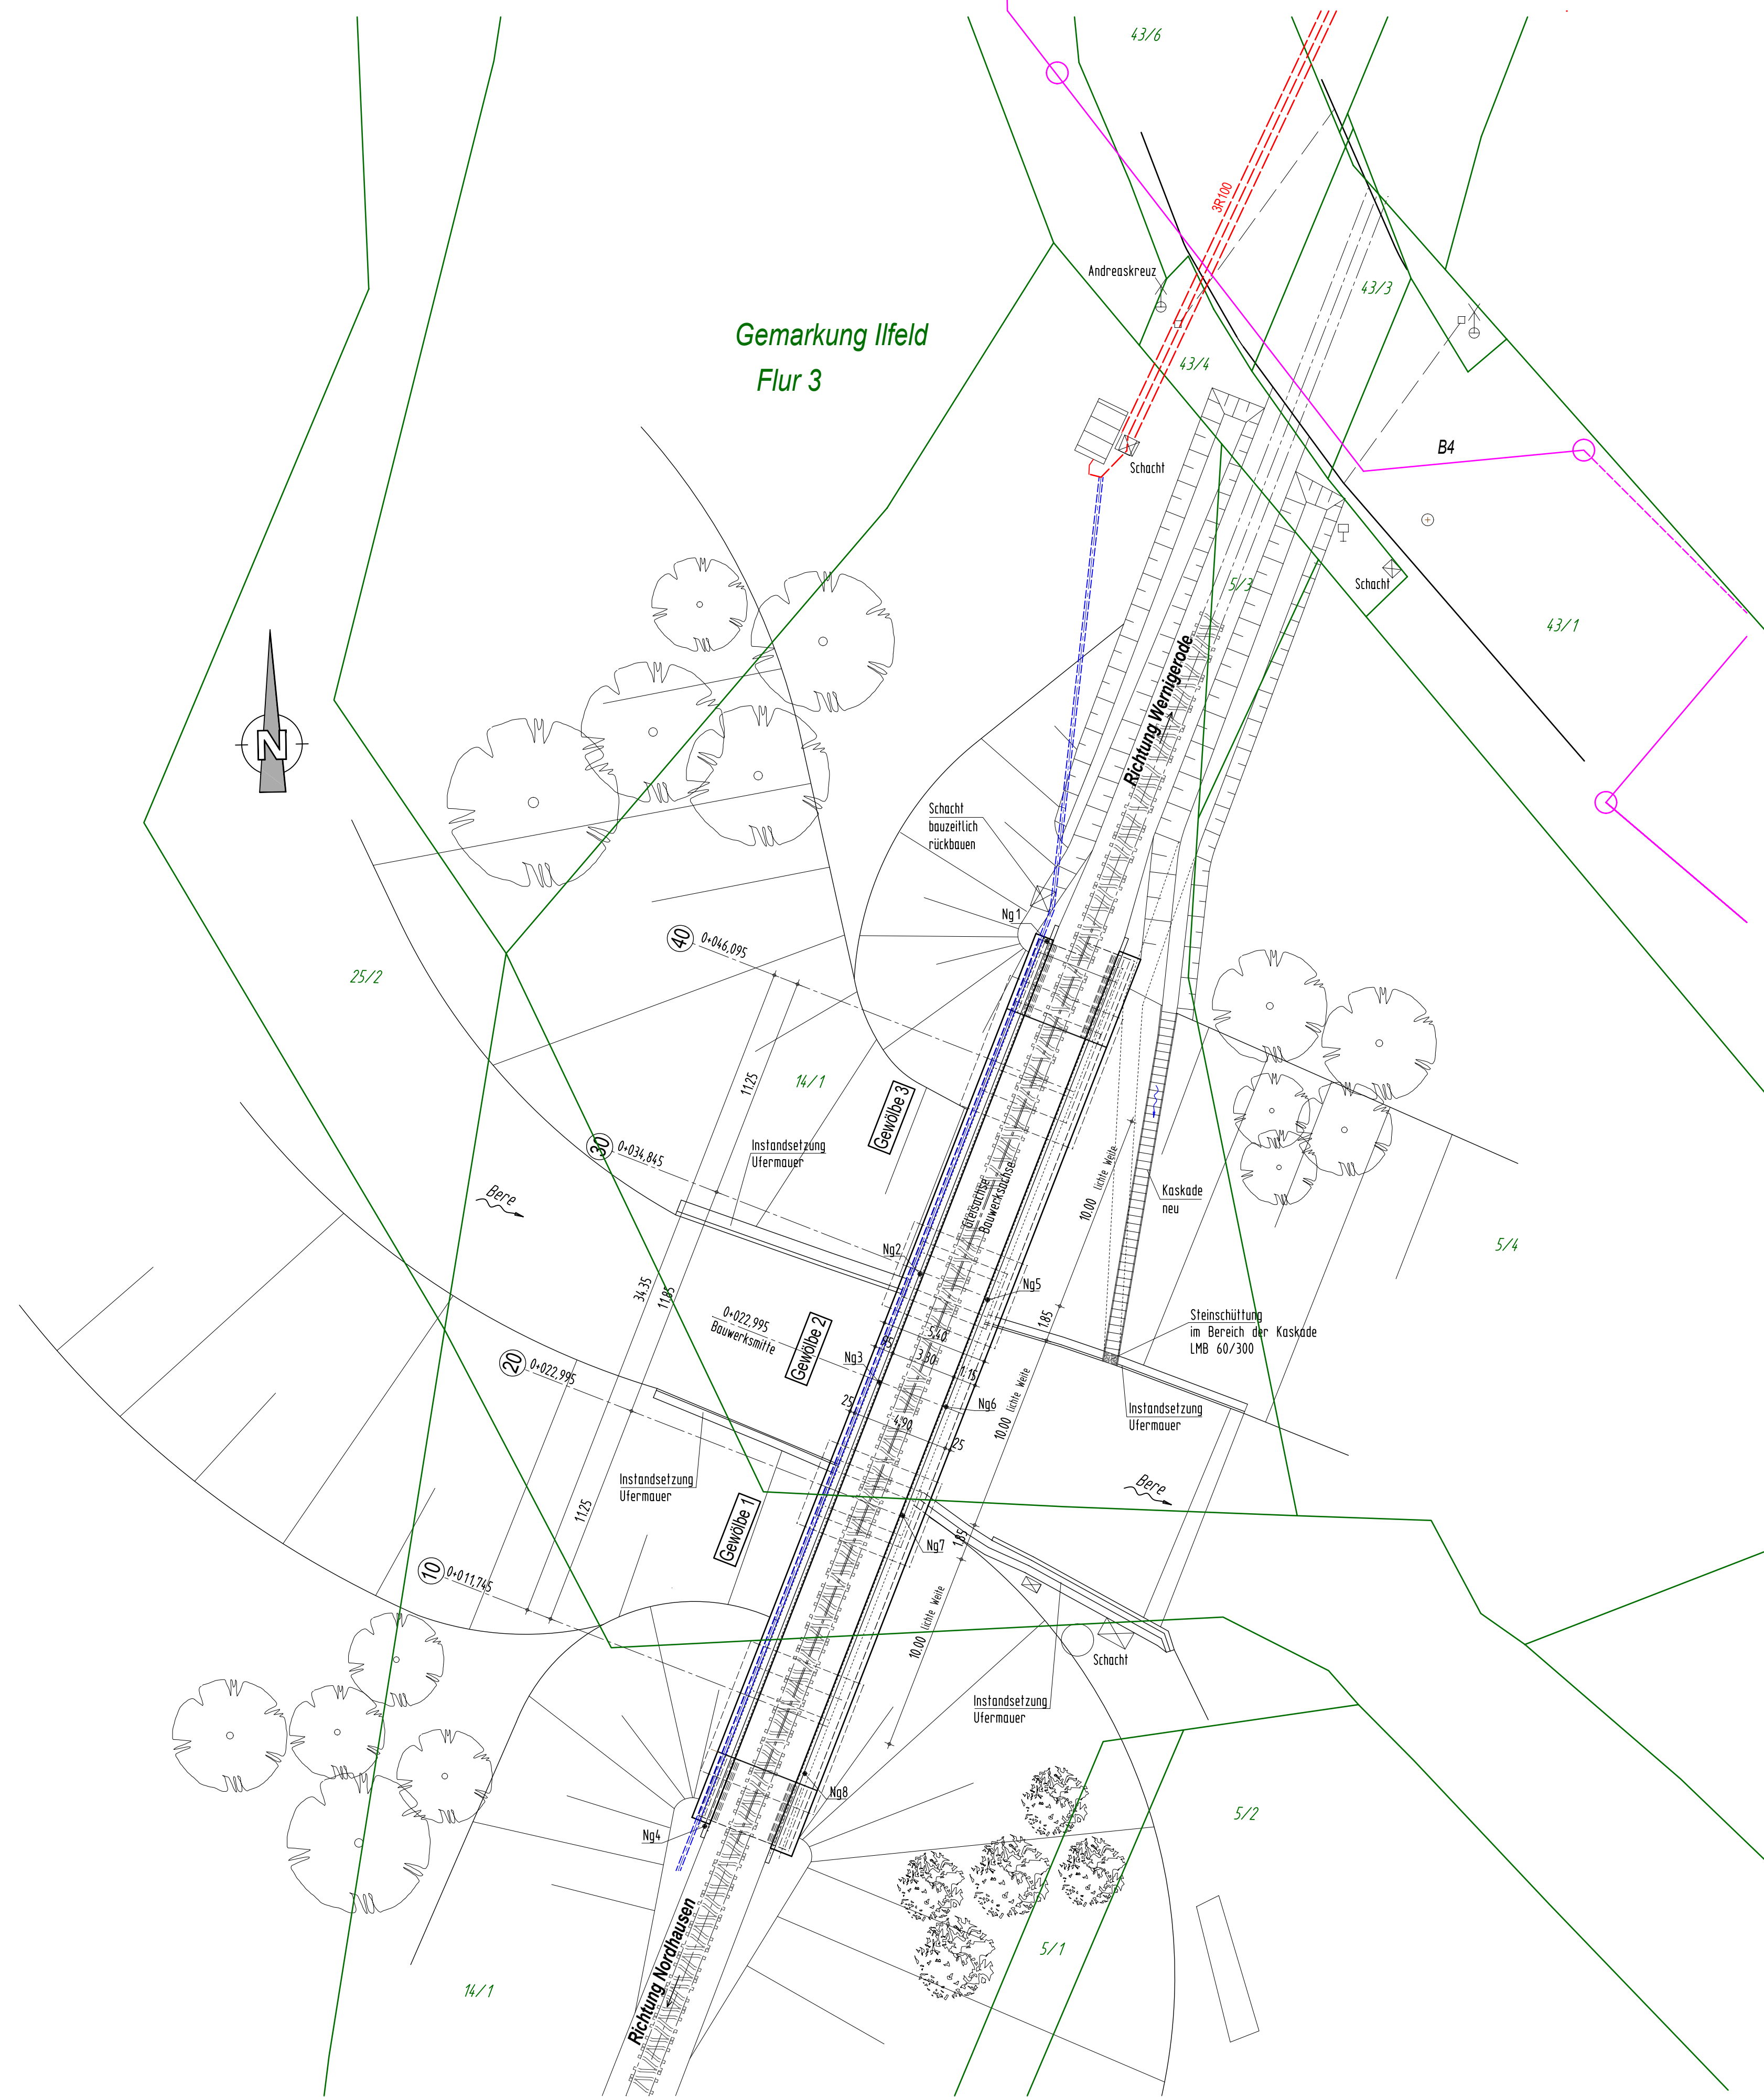 43/6
3R100
Andreaskreuz
43/3
Gemarkung Ilfeld
Flur 3
43/4
B4
Schacht
Schacht
5/3
43/1
Richtung Wernigerode
N
Schacht
bauzeitlich
rückbauen
Ng1
40
0+046,095
25/2
11.25
14/1
Gewölbe 3
30
0+034,845
Instandsetzung
Ufermauer
10.00 lichte Weite
Kaskade
neu
Gleisachse
Bauwerksachse
Bere
Ng2
5/4
34.35
11.85
Ng5
1.85
Steinschüttung
im Bereich der Kaskade
LMB 60/300
0+022,995
Bauwerksmitte
Gewölbe 2
5.40
3.30
1.15
Ng3
20
0+022,995
25
4.90
25
Ng6
10.00 lichte Weite
Instandsetzung
Ufermauer
Instandsetzung
Ufermauer
Bere
11.25
Gewölbe 1
Ng7
1.85
10
0+011,745
10.00 lichte Weite
Schacht
Instandsetzung
Ufermauer
Ng8
Ng4
5/2
Richtung Nordhausen
5/1
14/1